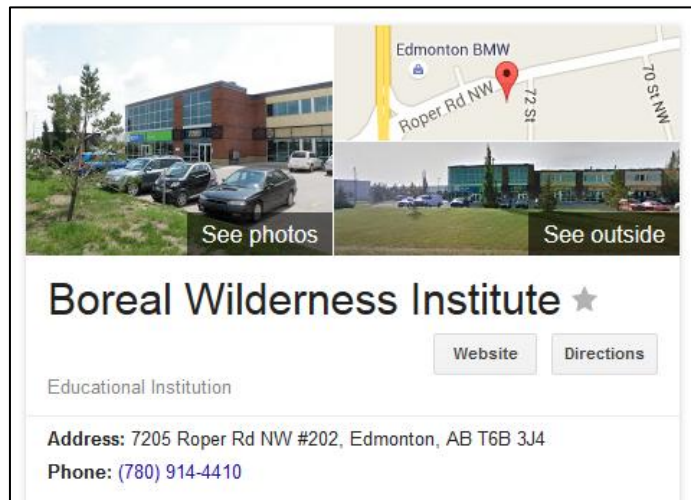 Edmonton BMW
Roper Rd NW
72 St
70 St NW
See photos
See outside
Boreal Wilderness Institute
Website
Directions
Educational Institution
Address: 7205 Roper Rd NW #202, Edmonton, AB T6B 3J4
Phone: (780) 914-4410